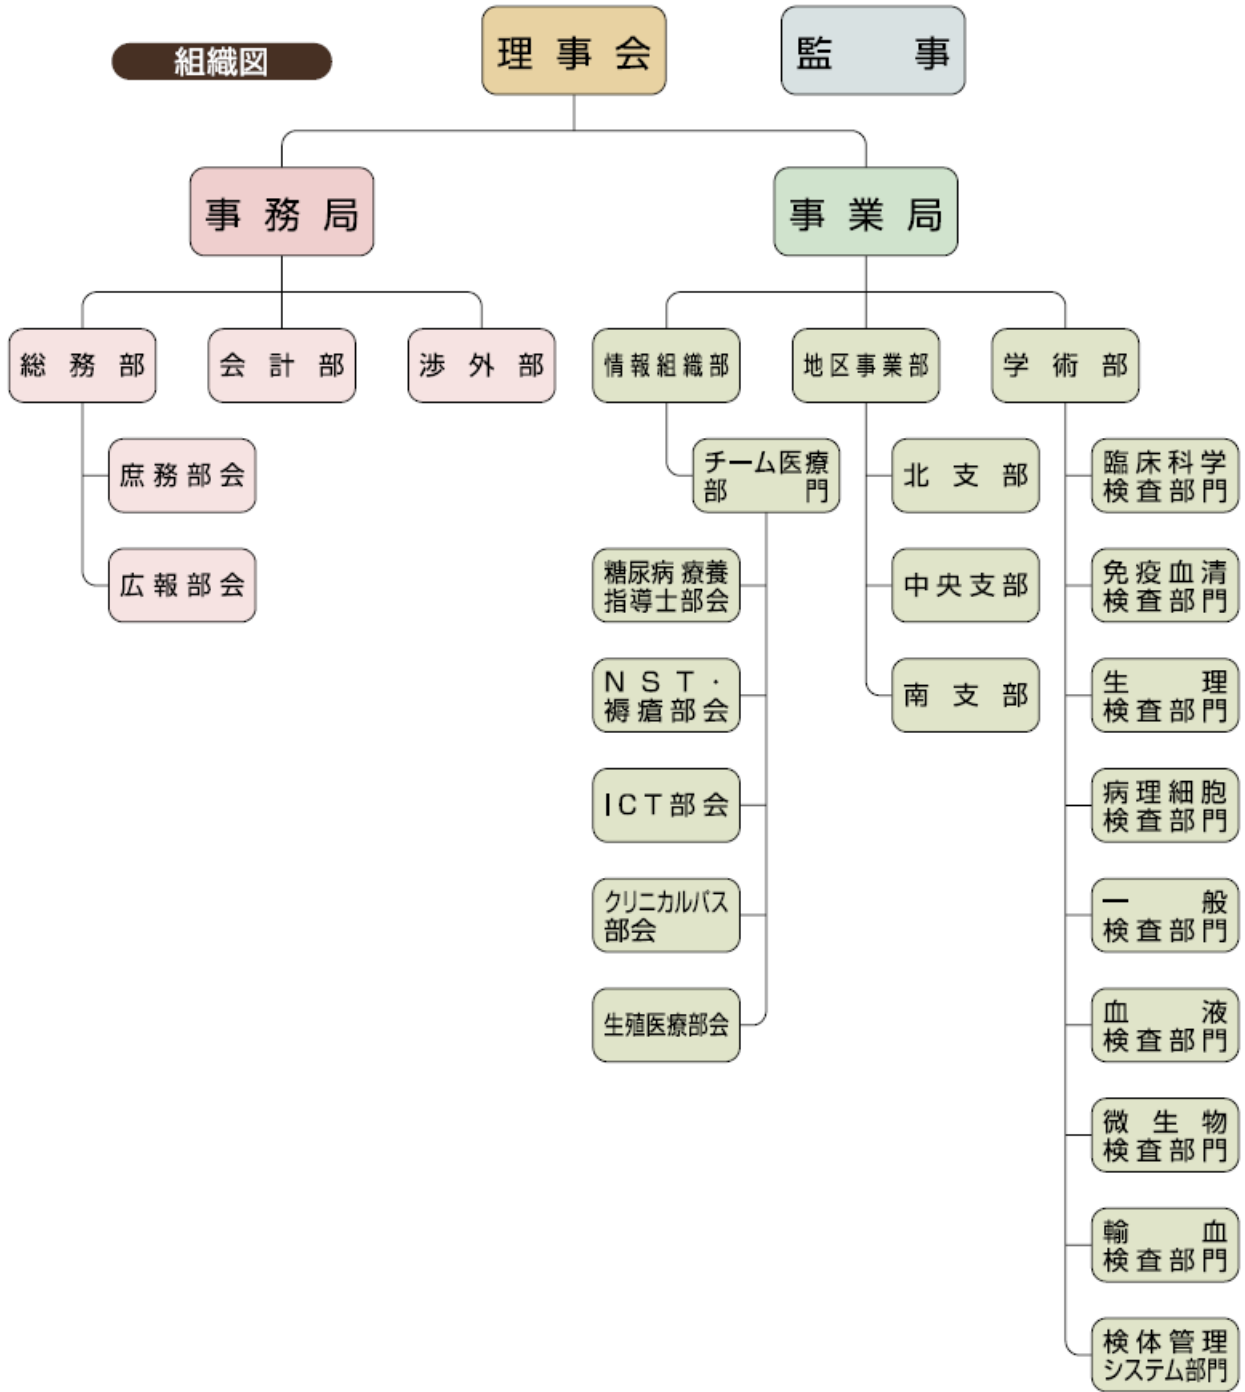 組織図
理事会
監事
事務局
事業局
総務部
会計部
渉外部
情報組織部
地区事業部
学術部
庶務部会
広報部会
チーム医療
部門
糖尿病療養
指導士部会
NST・
褥瘡部会
ICT部会
クリニカルパス
部会
生殖医療部会
北支部
中央支部
南支部
臨床科学
検査部門
免疫血清
検査部門
生理
検査部門
病理細胞
検査部門
一般
検査部門
血液
検査部門
微生物
検査部門
輸血
検査部門
検体管理
システム部門